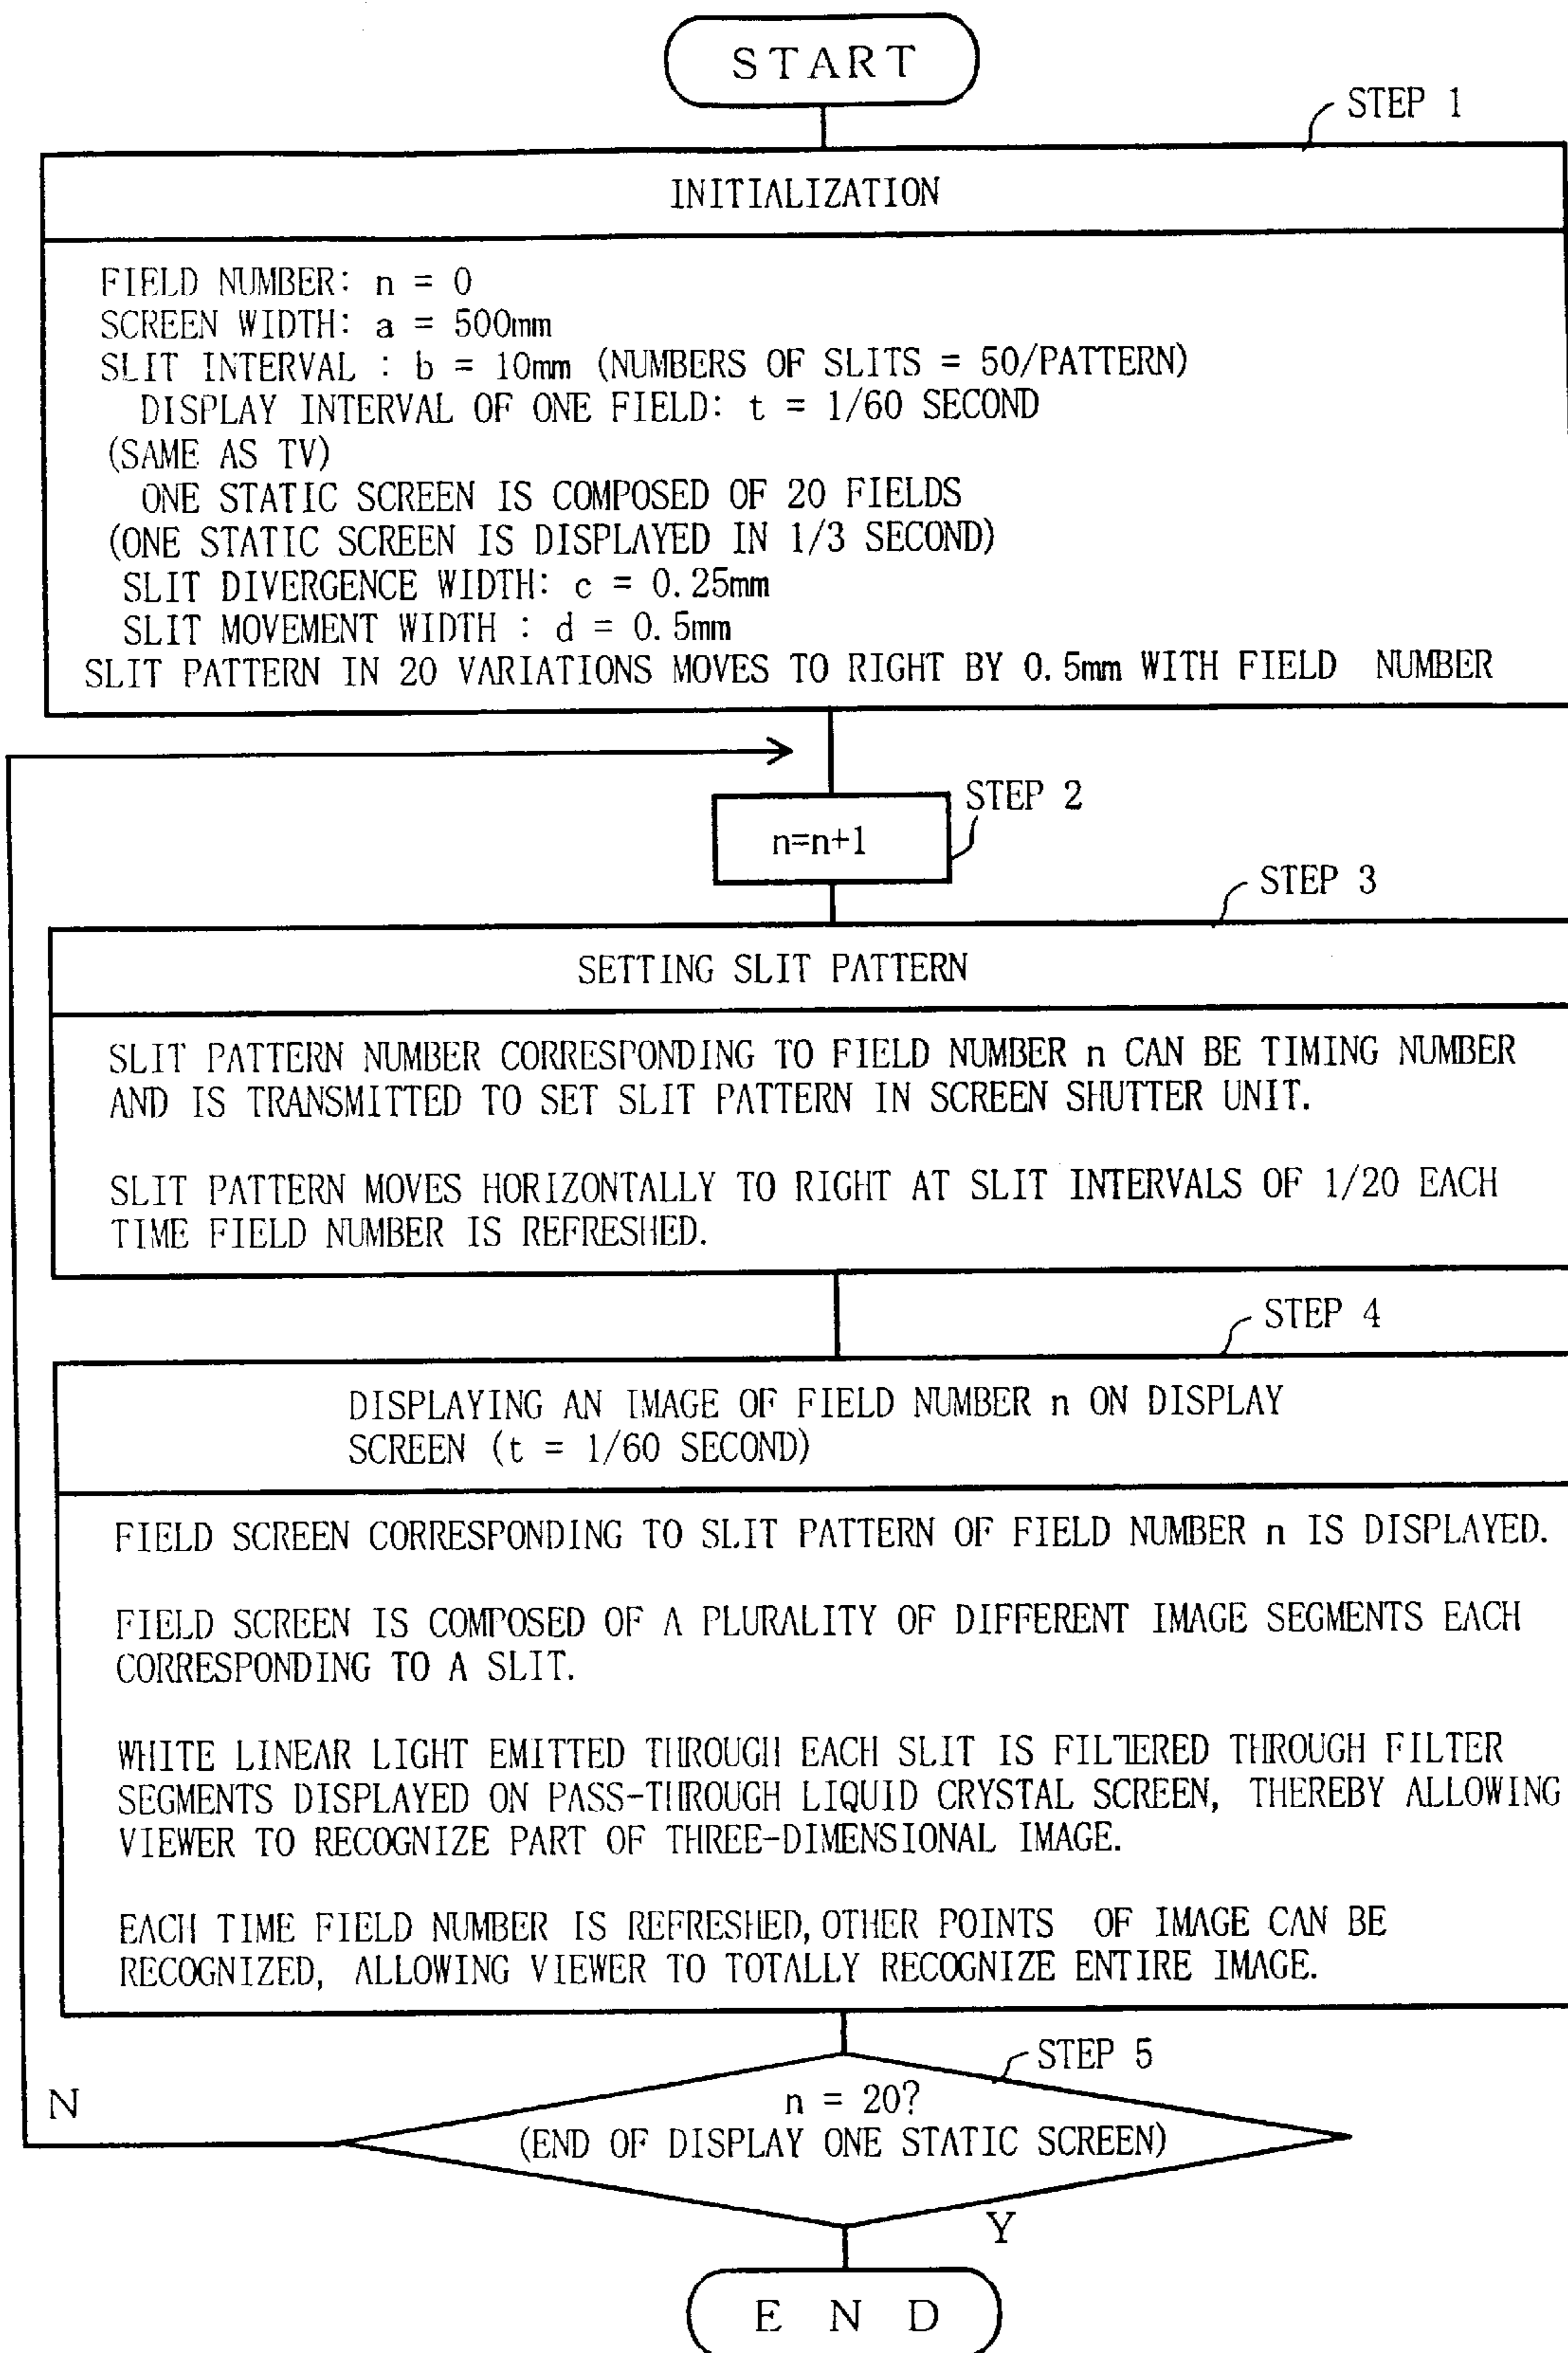 START
STEP 1
INITIALIZATION
FIELD NUMBER: n = 0
SCREEN WIDTH: a = 500mm
SLIT INTERVAL : b = 10mm (NUMBERS OF SLITS = 50/PATTERN)
DISPLAY INTERVAL OF ONE FIELD: t = 1/60 SECOND
(SAME AS TV)
ONE STATIC SCREEN IS COMPOSED OF 20 FIELDS
(ONE STATIC SCREEN IS DISPLAYED IN 1/3 SECOND)
SLIT DIVERGENCE WIDTH: c = 0.25mm
SLIT MOVEMENT WIDTH : d = 0.5mm
SLIT PATTERN IN 20 VARIATIONS MOVES TO RIGHT BY 0.5mm WITH FIELD NUMBER
STEP 2
n=n+1
STEP 3
SETTING SLIT PATTERN
SLIT PATTERN NUMBER CORRESPONDING TO FIELD NUMBER n CAN BE TIMING NUMBER
AND IS TRANSMITTED TO SET SLIT PATTERN IN SCREEN SHUTTER UNIT.
SLIT PATTERN MOVES HORIZONTALLY TO RIGHT AT SLIT INTERVALS OF 1/20 EACH
TIME FIELD NUMBER IS REFRESHED.
STEP 4
DISPLAYING AN IMAGE OF FIELD NUMBER n ON DISPLAY
SCREEN (t = 1/60 SECOND)
FIELD SCREEN CORRESPONDING TO SLIT PATTERN OF FIELD NUMBER n IS DISPLAYED.
FIELD SCREEN IS COMPOSED OF A PLURALITY OF DIFFERENT IMAGE SEGMENTS EACH
CORRESPONDING TO A SLIT.
WHITE LINEAR LIGHT EMITTED THROUGH EACH SLIT IS FILTERED THROUGH FILTER
SEGMENTS DISPLAYED ON PASS-THROUGH LIQUID CRYSTAL SCREEN, THEREBY ALLOWING
VIEWER TO RECOGNIZE PART OF THREE-DIMENSIONAL IMAGE.
EACH TIME FIELD NUMBER IS REFRESHED, OTHER POINTS OF IMAGE CAN BE
RECOGNIZED, ALLOWING VIEWER TO TOTALLY RECOGNIZE ENTIRE IMAGE.
STEP 5
N
n = 20?
(END OF DISPLAY ONE STATIC SCREEN)
Y
END